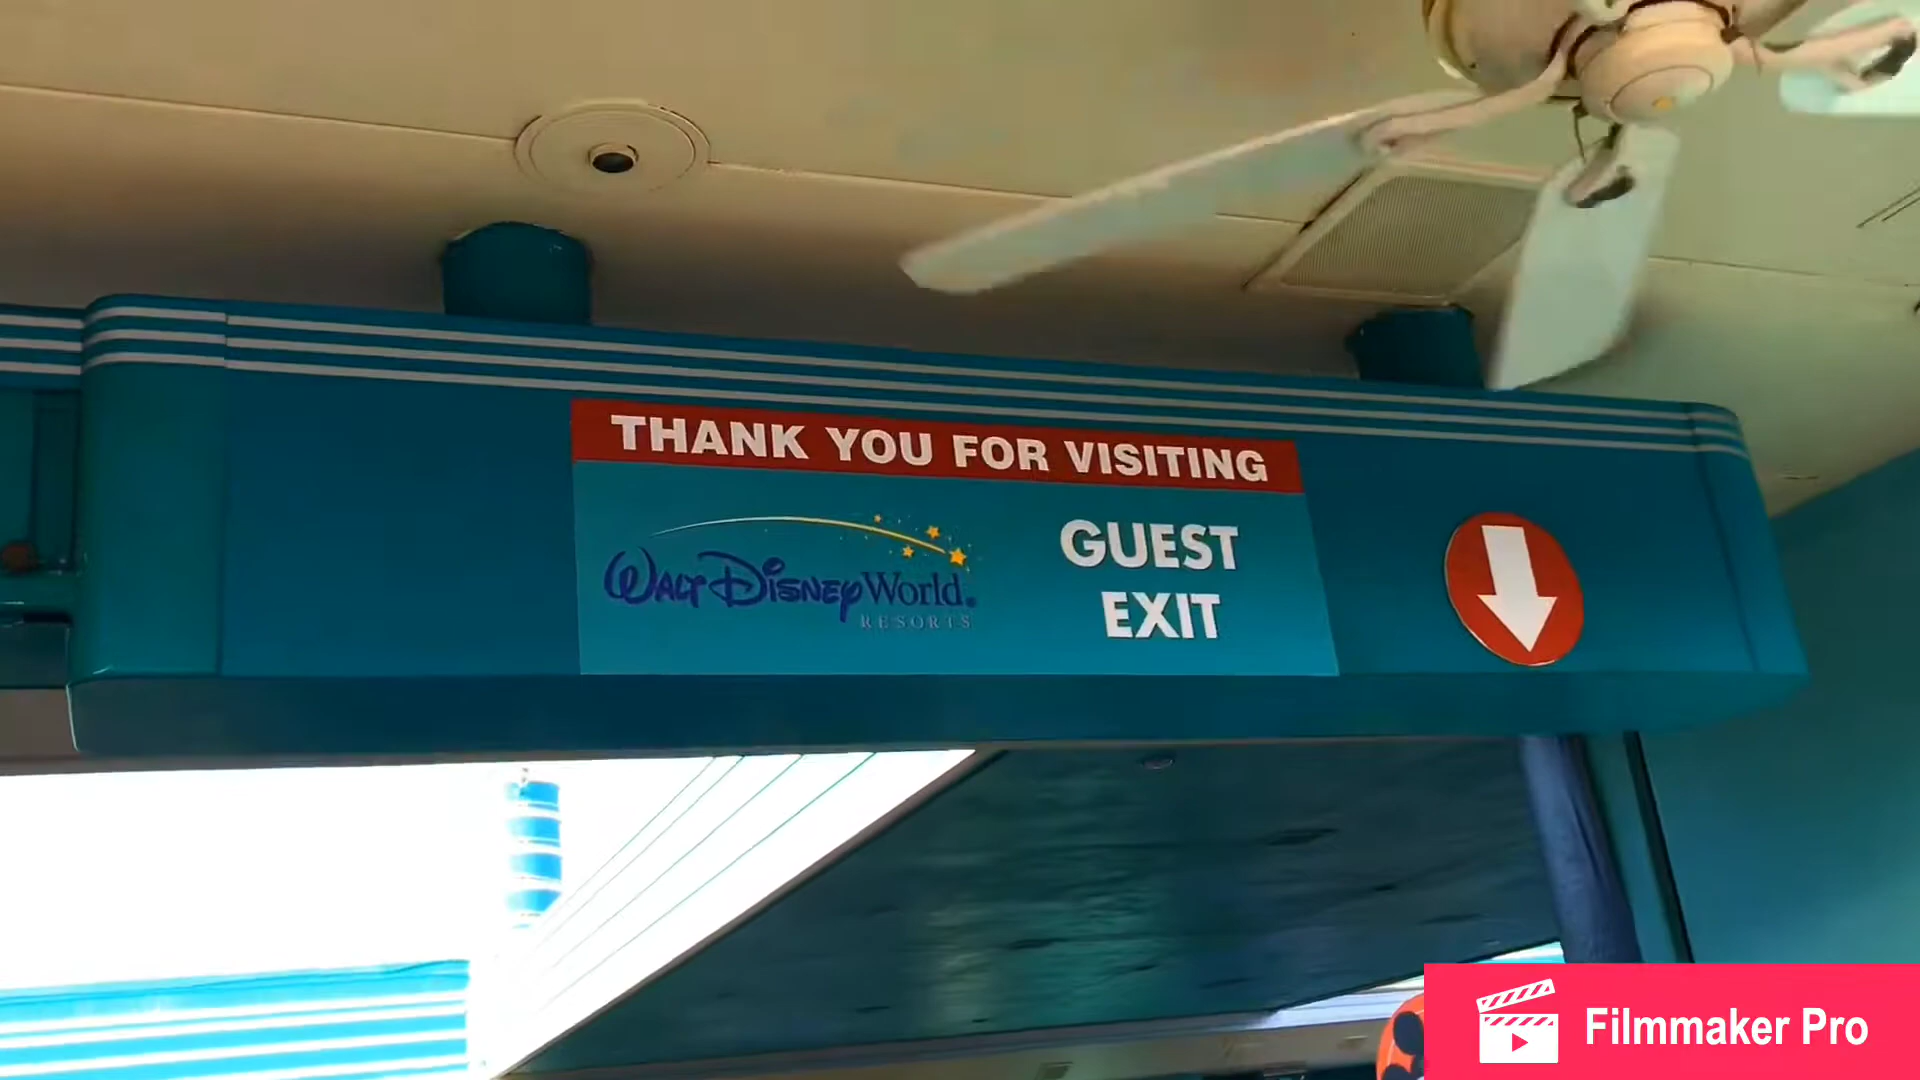 THANK YOU FOR VISITING
WALT DISNEY World.
RESORTS
GUEST
EXIT
Filmmaker Pro